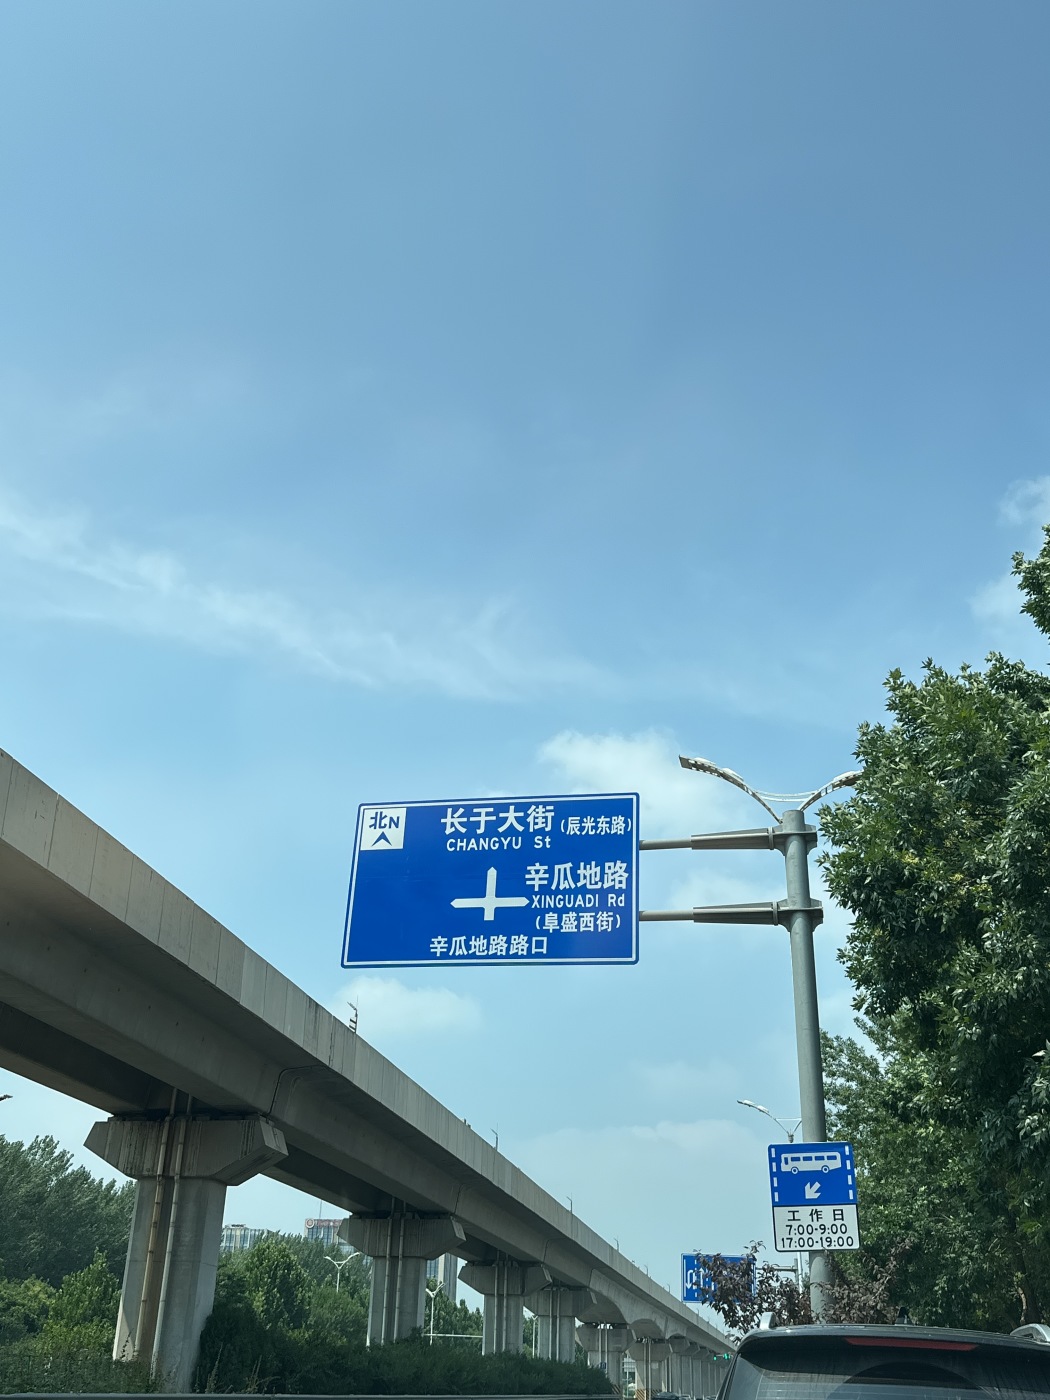 北N
长于大街(辰光东路)
CHANGYU St
辛瓜地路
XINGUADI Rd
(阜盛西街)
辛瓜地路路口
工作日
7:00-9:00
17:00-19:00